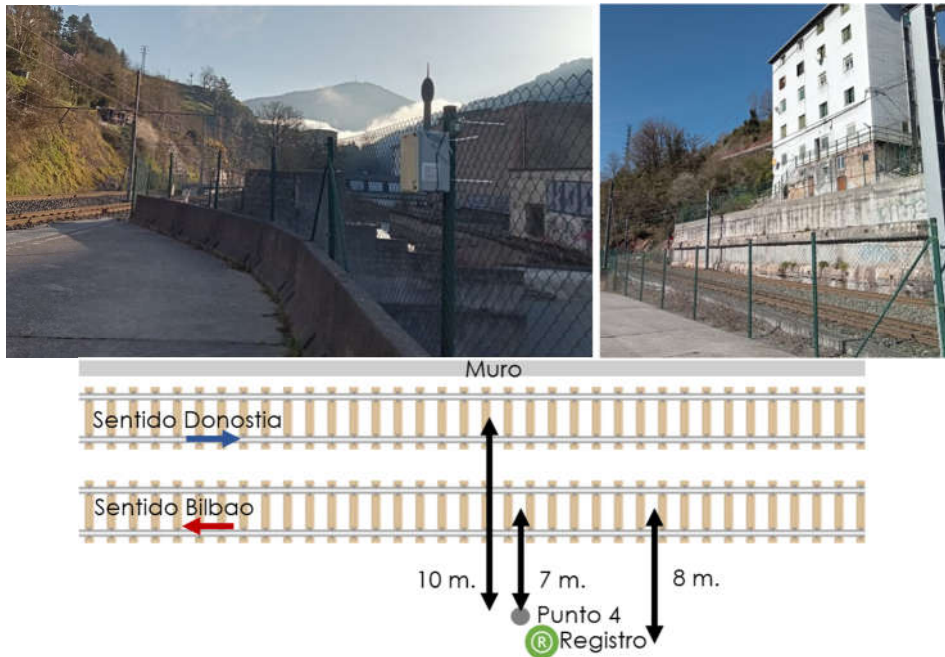 Muro
Sentido Donostia
Sentido Bilbao
10 m.
7 m.
8 m.
Punto 4
® Registro